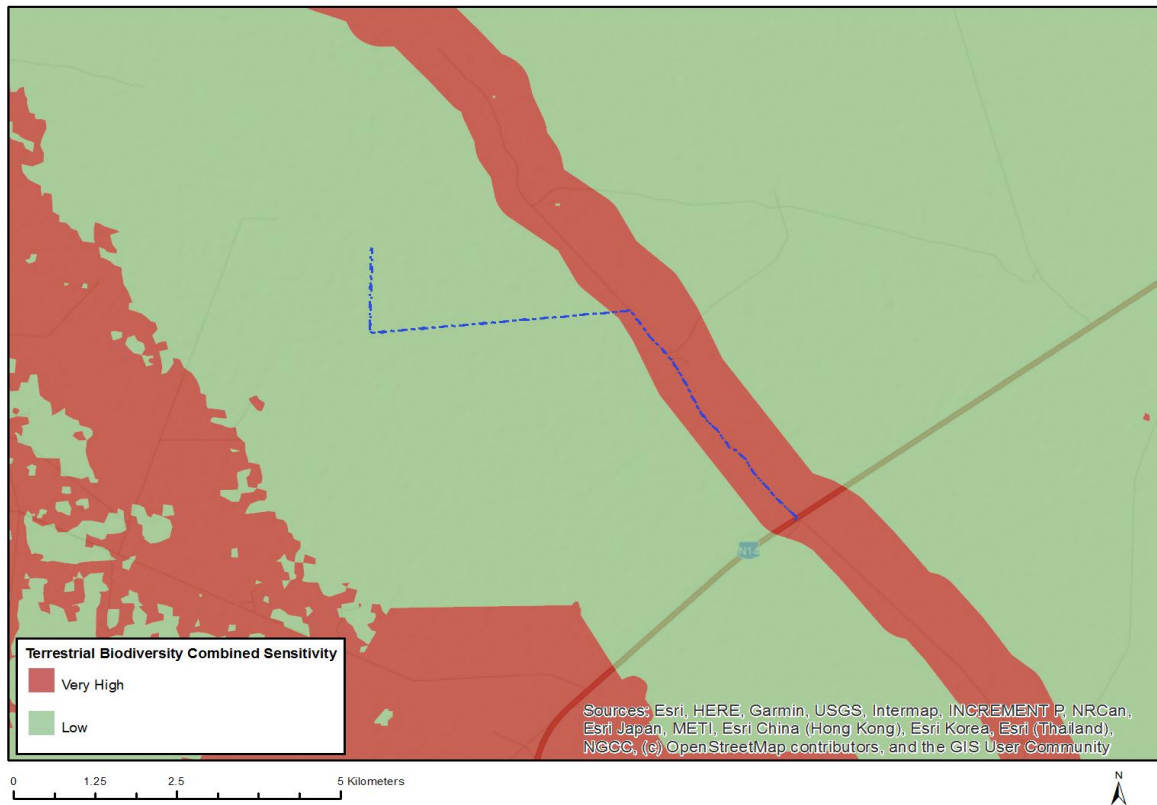 N14
Terrestrial Biodiversity Combined Sensitivity
Very High
Low
Sources: Esri, HERE, Garmin, USGS, Intermap, INCREMENT P, NRCan,
Esri Japan, METI, Esri China (Hong Kong), Esri Korea, Esri (Thailand),
NGCC, (c) OpenStreetMap contributors, and the GIS User Community
0 1.25 2.5 5 Kilometers
N